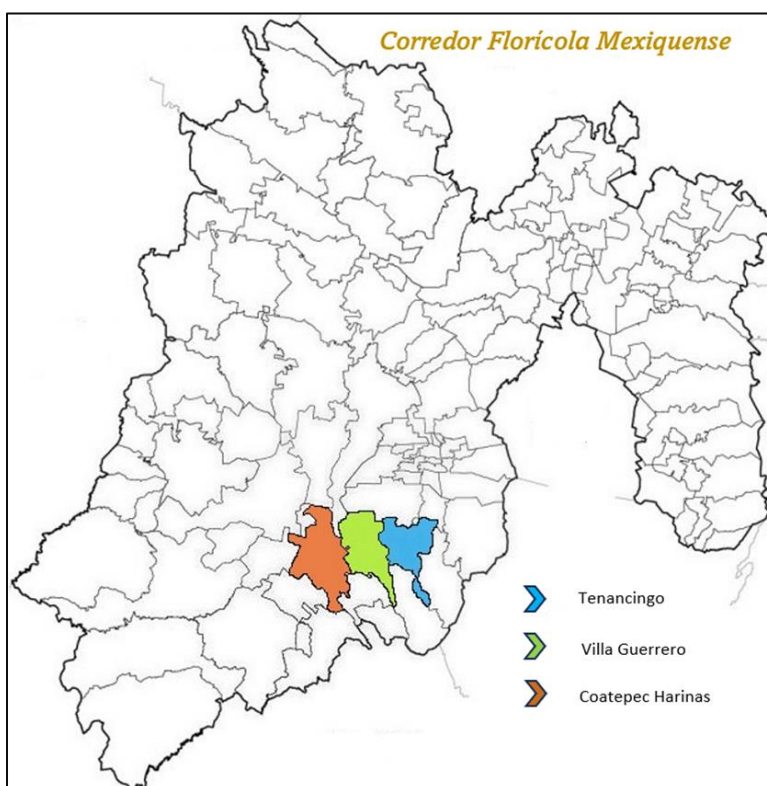 Corredor Florícola Mexiquense
Tenancingo
Villa Guerrero
Coatepec Harinas